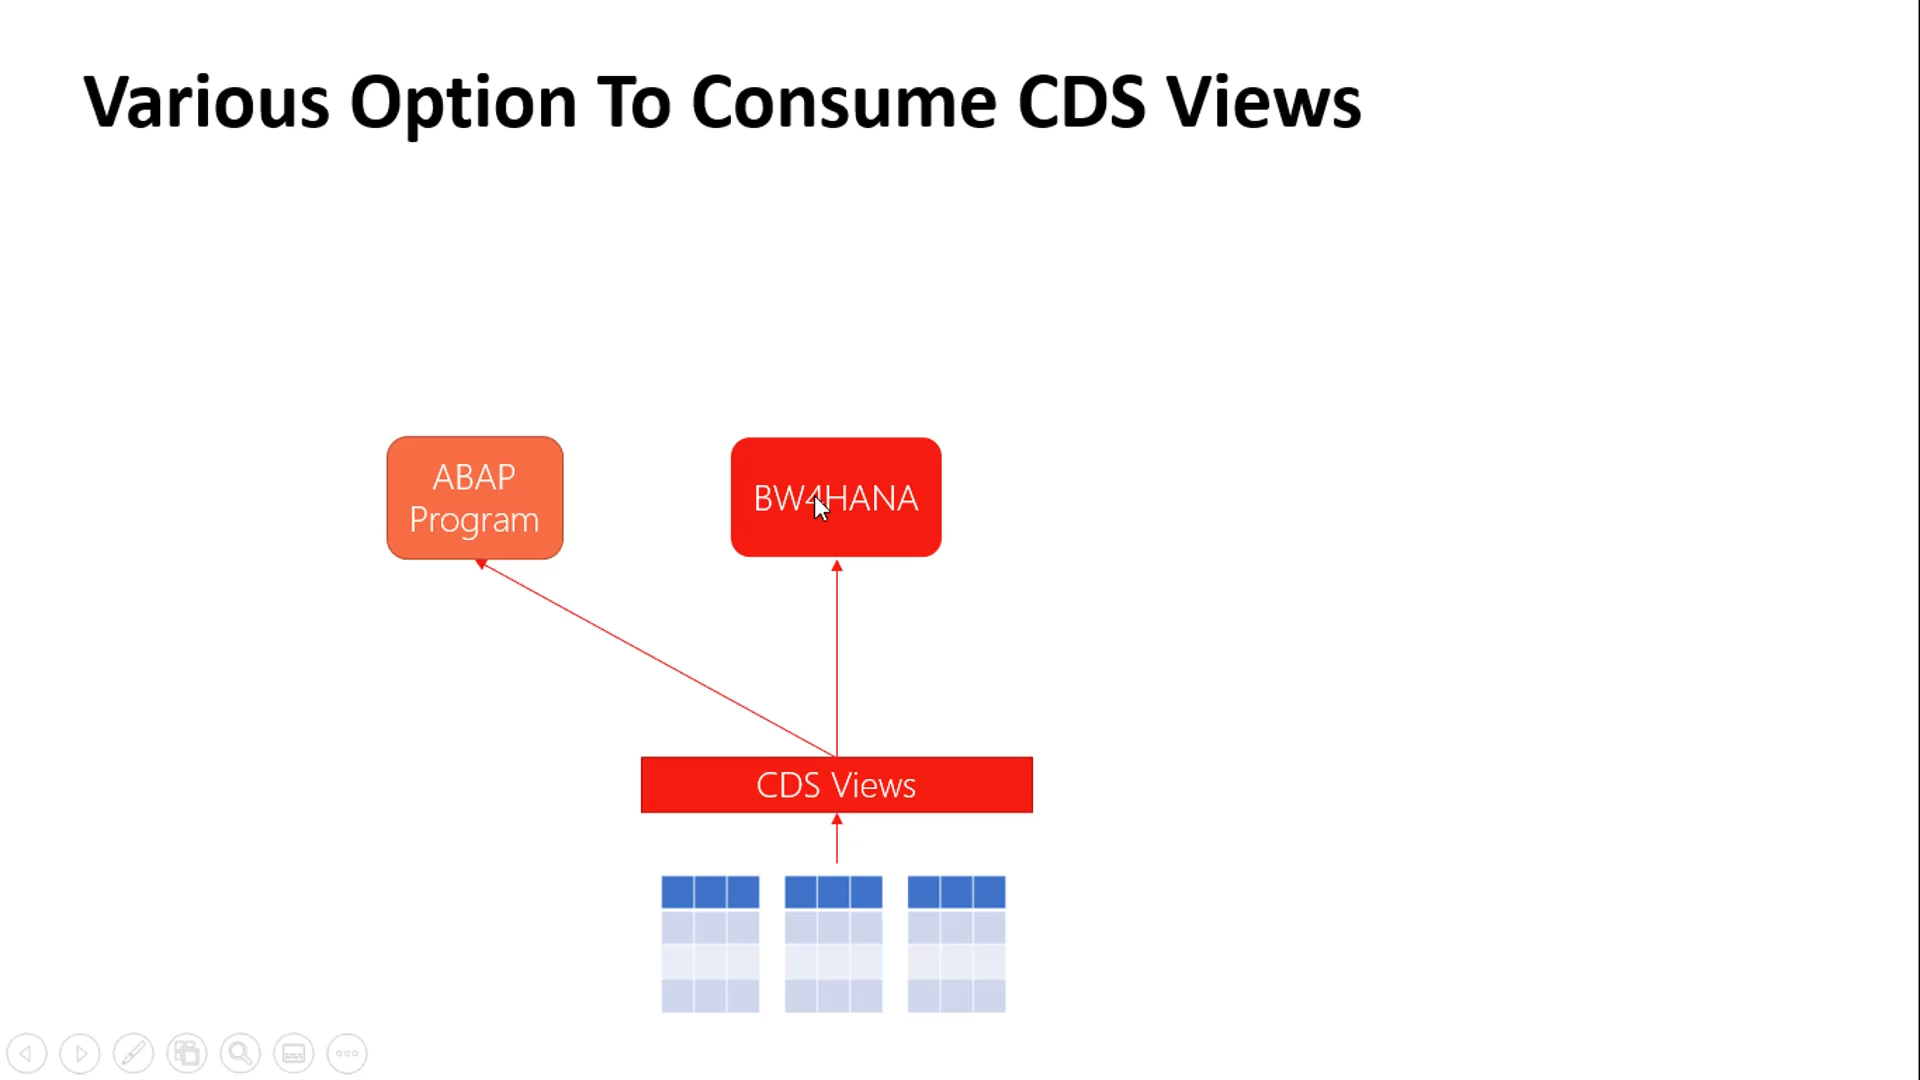 Various Option To Consume CDS Views
ABAP
Program
BW4HANA
CDS Views